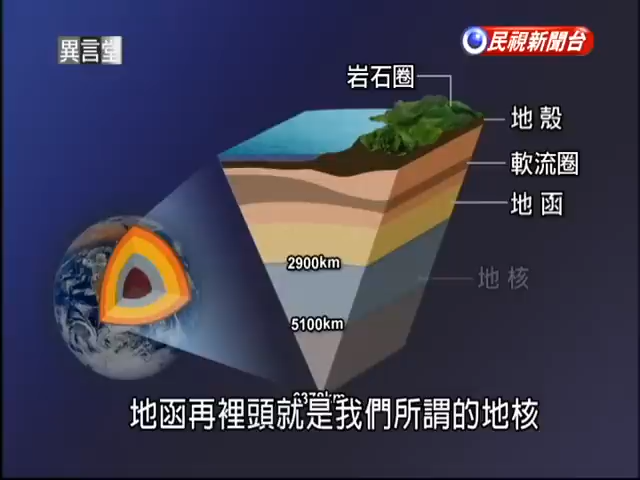 異言堂
民視新聞台
岩石圈
地殼
軟流圈
地函
2900km
地核
5100km
地函再裡頭就是我們所謂的地核